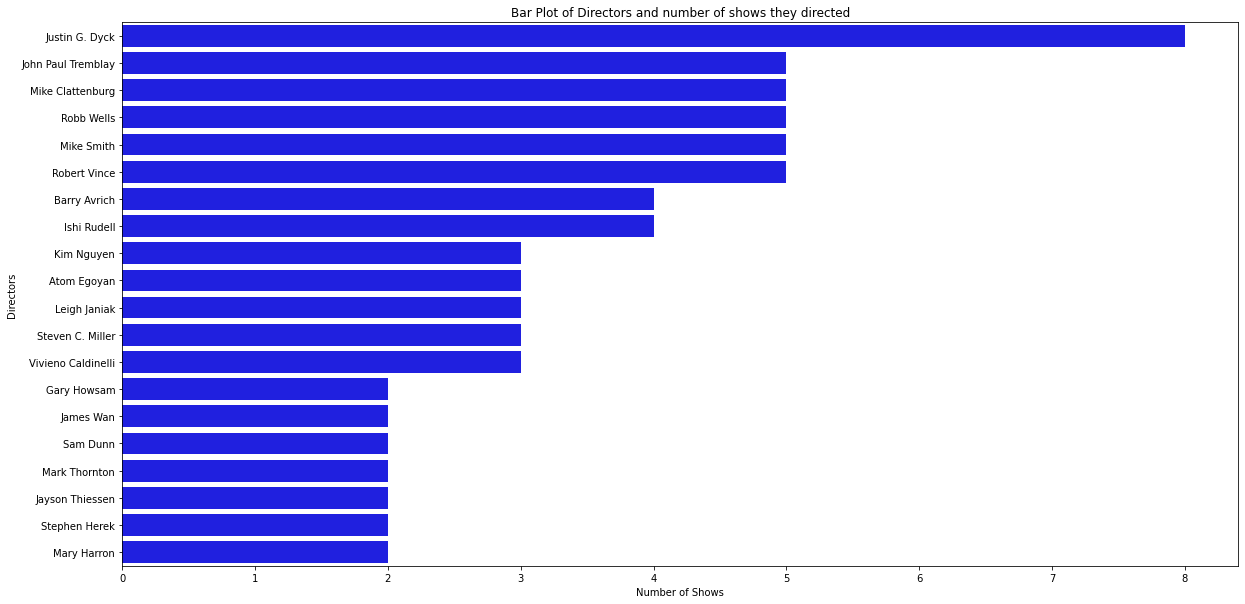 Bar Plot of Directors and number of shows they directed
Directors
Justin G. Dyck
John Paul Tremblay
Mike Clattenburg
Robb Wells
Mike Smith
Robert Vince
Barry Avrich
Ishi Rudell
Kim Nguyen
Atom Egoyan
Leigh Janiak
Steven C. Miller
Vivieno Caldinelli
Gary Howsam
James Wan
Sam Dunn
Mark Thornton
Jayson Thiessen
Stephen Herek
Mary Harron
0 1 2 3 4 5 6 7 8
Number of Shows